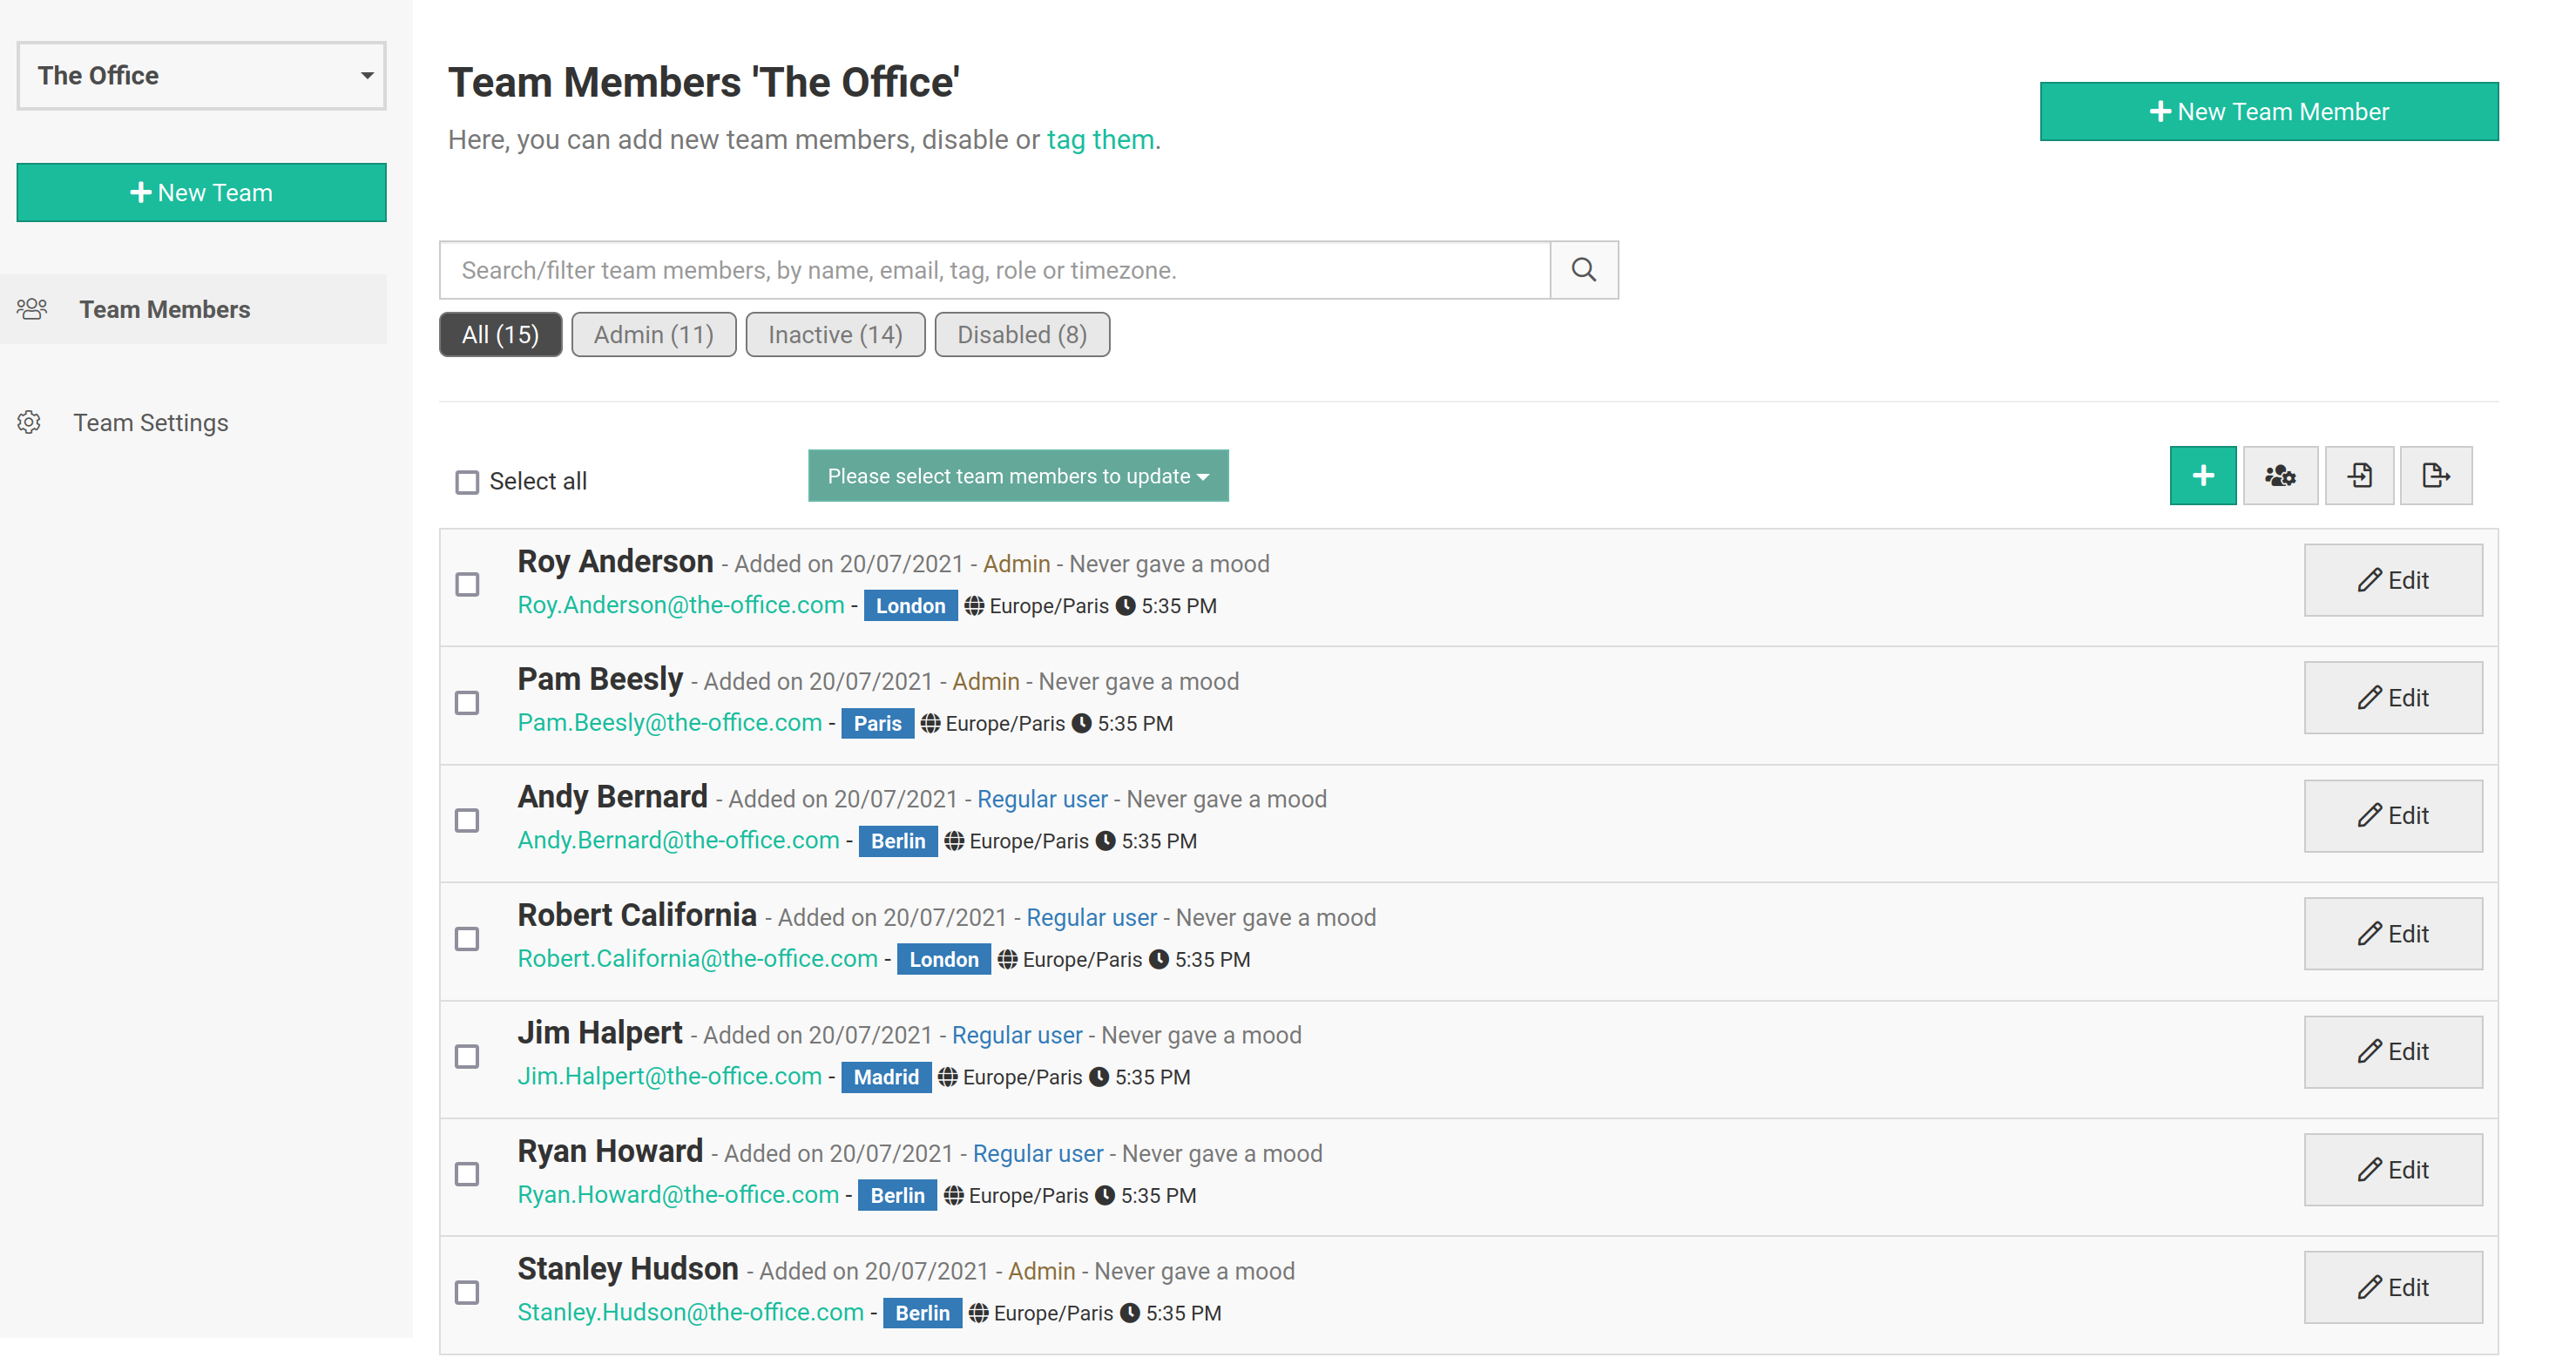 The Office
New Team
Team Members
Team Settings
Team Members 'The Office'
Here, you can add new team members, disable or tag them.
New Team Member
Search/filter team members, by name, email, tag, role or timezone.
All (15)
Admin (11)
Inactive (14)
Disabled (8)
Select all
Please select team members to update
Roy Anderson - Added on 20/07/2021 - Admin - Never gave a mood
Roy.Anderson@the-office.com - London Europe/Paris 5:35 PM
Edit
Pam Beesly - Added on 20/07/2021 - Admin - Never gave a mood
Pam.Beesly@the-office.com - Paris Europe/Paris 5:35 PM
Edit
Andy Bernard - Added on 20/07/2021 - Regular user - Never gave a mood
Andy.Bernard@the-office.com - Berlin Europe/Paris 5:35 PM
Edit
Robert California - Added on 20/07/2021 - Regular user - Never gave a mood
Robert.California@the-office.com - London Europe/Paris 5:35 PM
Edit
Jim Halpert - Added on 20/07/2021 - Regular user - Never gave a mood
Jim.Halpert@the-office.com - Madrid Europe/Paris 5:35 PM
Edit
Ryan Howard - Added on 20/07/2021 - Regular user - Never gave a mood
Ryan.Howard@the-office.com - Berlin Europe/Paris 5:35 PM
Edit
Stanley Hudson - Added on 20/07/2021 - Admin - Never gave a mood
Stanley.Hudson@the-office.com - Berlin Europe/Paris 5:35 PM
Edit